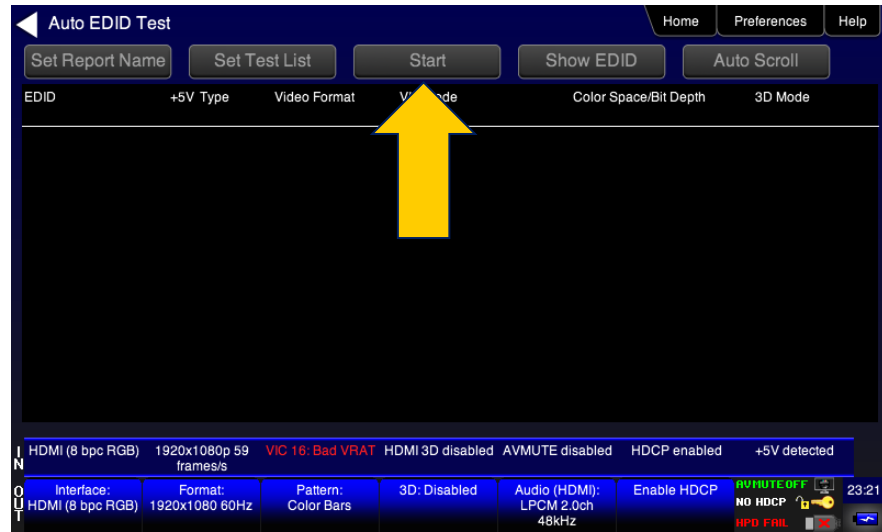 Auto EDID Test Home Preferences Help
Set Report Name Set Test List Start Show EDID Auto Scroll
EDID +5V Type Video Format Color Space/Bit Depth 3D Mode
IN HDMI (8 bpc RGB) 1920x1080p 59 frames/s VIC 16: Bad VRAT HDMI 3D disabled AVMUTE disabled HDCP enabled +5V detected
OUT Interface: HDMI (8 bpc RGB) Format: 1920x1080 60Hz Pattern: Color Bars 3D: Disabled Audio (HDMI): LPCM 2.0ch 48kHz Enable HDCP AVMUTE OFF NO HDCP HPD FAIL 23:21